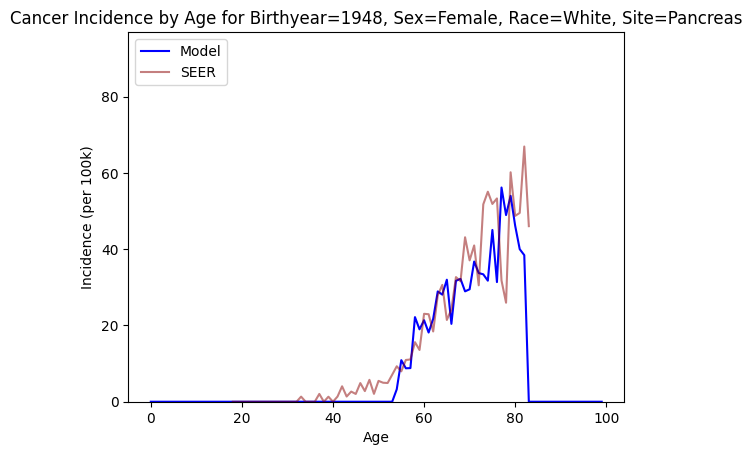 Cancer Incidence by Age for Birthyear=1948, Sex=Female, Race=White, Site=Pancreas
Model
SEER
80
60
40
20
0
Incidence (per 100k)
0 20 40 60 80 100
Age